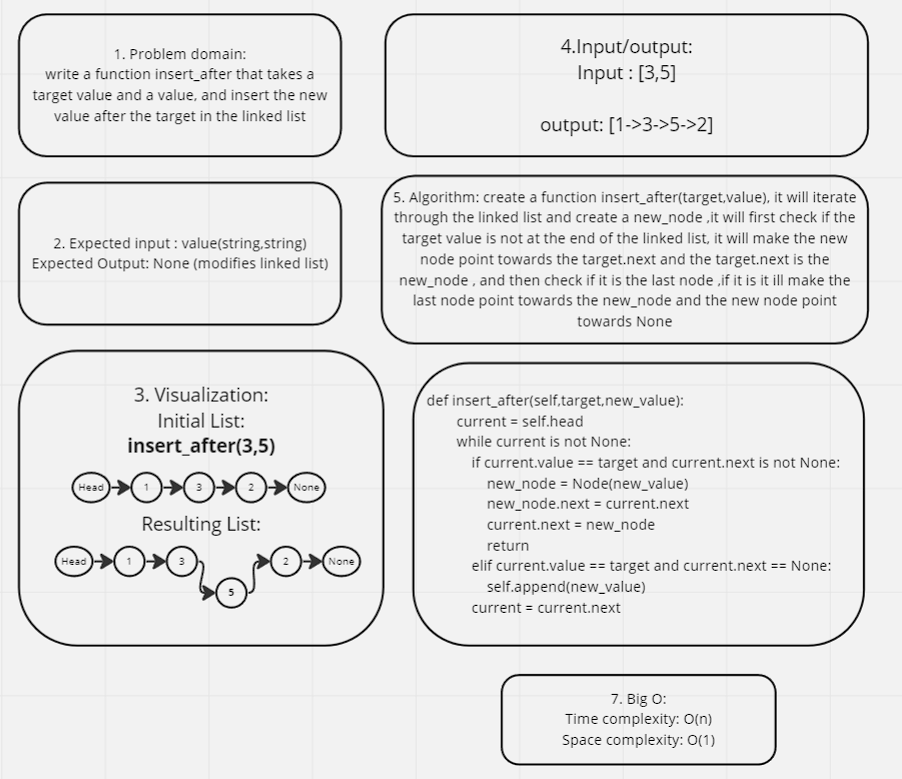 1. Problem domain:
write a function insert_after that takes a
target value and a value, and insert the new
value after the target in the linked list
2. Expected input : value(string,string)
Expected Output: None (modifies linked list)
3. Visualization:
Initial List:
insert_after(3,5)
Head 1 3 2 None
Resulting List:
Head 1 3 2 None
5
4.Input/output:
Input : [3,5]
output: [1->3->5->2]
5. Algorithm: create a function insert_after(target,value), it will iterate
through the linked list and create a new_node ,it will first check if the
target value is not at the end of the linked list, it will make the new
node point towards the target.next and the target.next is the
new_node , and then check if it is the last node ,if it is it ill make the
last node point towards the new_node and the new node point
towards None
def insert_after(self,target,new_value):
current = self.head
while current is not None:
if current.value == target and current.next is not None:
new_node = Node(new_value)
new_node.next = current.next
current.next = new_node
return
elif current.value == target and current.next == None:
self.append(new_value)
current = current.next
7. Big O:
Time complexity: O(n)
Space complexity: O(1)